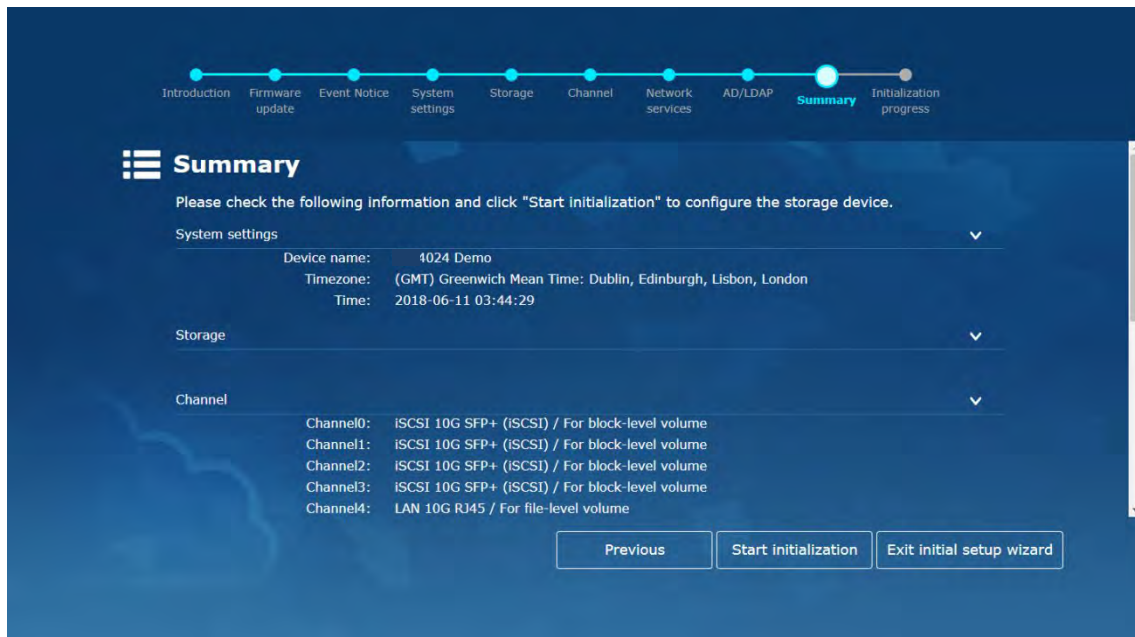 Introduction
Firmware update
Event Notice
System settings
Storage
Channel
Network services
AD/LDAP
Summary
Initialization progress
Summary
Please check the following information and click "Start initialization" to configure the storage device.
System settings
Device name: 4024 Demo
Timezone: (GMT) Greenwich Mean Time: Dublin, Edinburgh, Lisbon, London
Time: 2018-06-11 03:44:29
Storage
Channel
Channel0: iSCSI 10G SFP+ (iSCSI) / For block-level volume
Channel1: iSCSI 10G SFP+ (iSCSI) / For block-level volume
Channel2: iSCSI 10G SFP+ (iSCSI) / For block-level volume
Channel3: iSCSI 10G SFP+ (iSCSI) / For block-level volume
Channel4: LAN 10G RJ45 / For file-level volume
Previous
Start initialization
Exit initial setup wizard